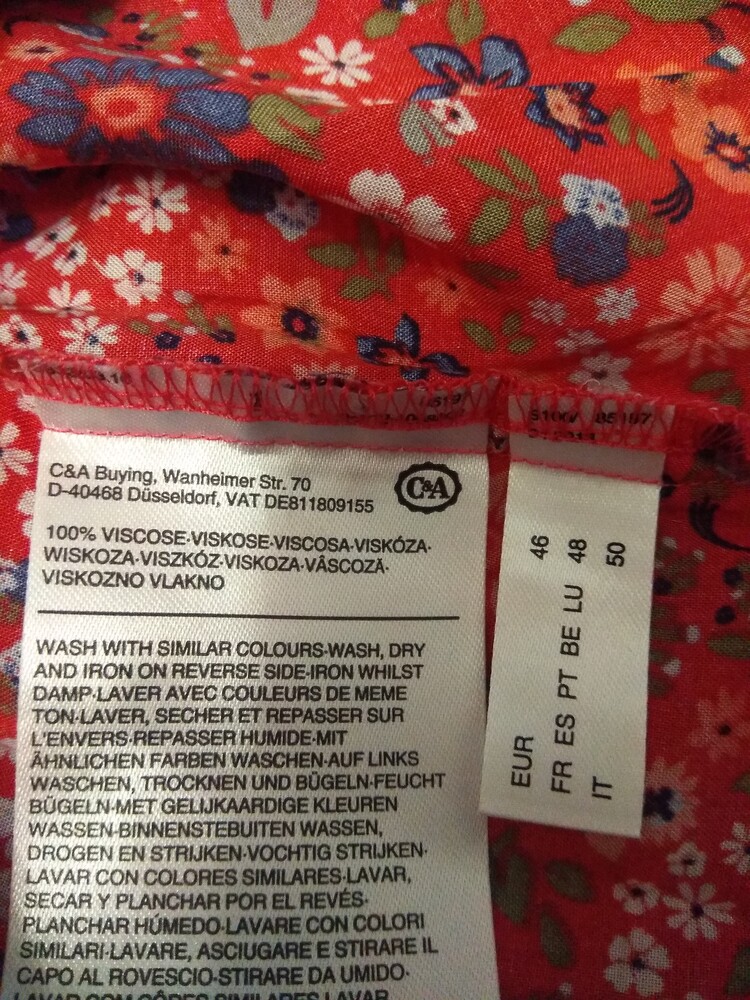 C&A Buying, Wanheimer Str. 70
D-40468 Düsseldorf, VAT DE811809155
C&A
100% VISCOSE·VISKOSE·VISCOSA·VISKÓZA·
WISKOZA·VISZKÓZ·VISKOZA·VÂSCOZĂ·
VISKOZNO VLAKNO
WASH WITH SIMILAR COLOURS·WASH, DRY
AND IRON ON REVERSE SIDE·IRON WHILST
DAMP·LAVER AVEC COULEURS DE MEME
TON·LAVER, SECHER ET REPASSER SUR
L'ENVERS·REPASSER HUMIDE·MIT
ÄHNLICHEN FARBEN WASCHEN·AUF LINKS
WASCHEN, TROCKNEN UND BÜGELN·FEUCHT
BÜGELN·MET GELIJKAARDIGE KLEUREN
WASSEN·BINNENSTEBUITEN WASSEN,
DROGEN EN STRIJKEN·VOCHTIG STRIJKEN·
LAVAR CON COLORES SIMILARES·LAVAR,
SECAR Y PLANCHAR POR EL REVÉS·
PLANCHAR HÚMEDO·LAVARE CON COLORI
SIMILARI·LAVARE, ASCIUGARE E STIRARE IL
CAPO AL ROVESCIO·STIRARE DA UMIDO·
LAVAR COM CÔRES SIMILARES·LAVAR
EUR 46
FR ES PT BE LU 48
IT 50